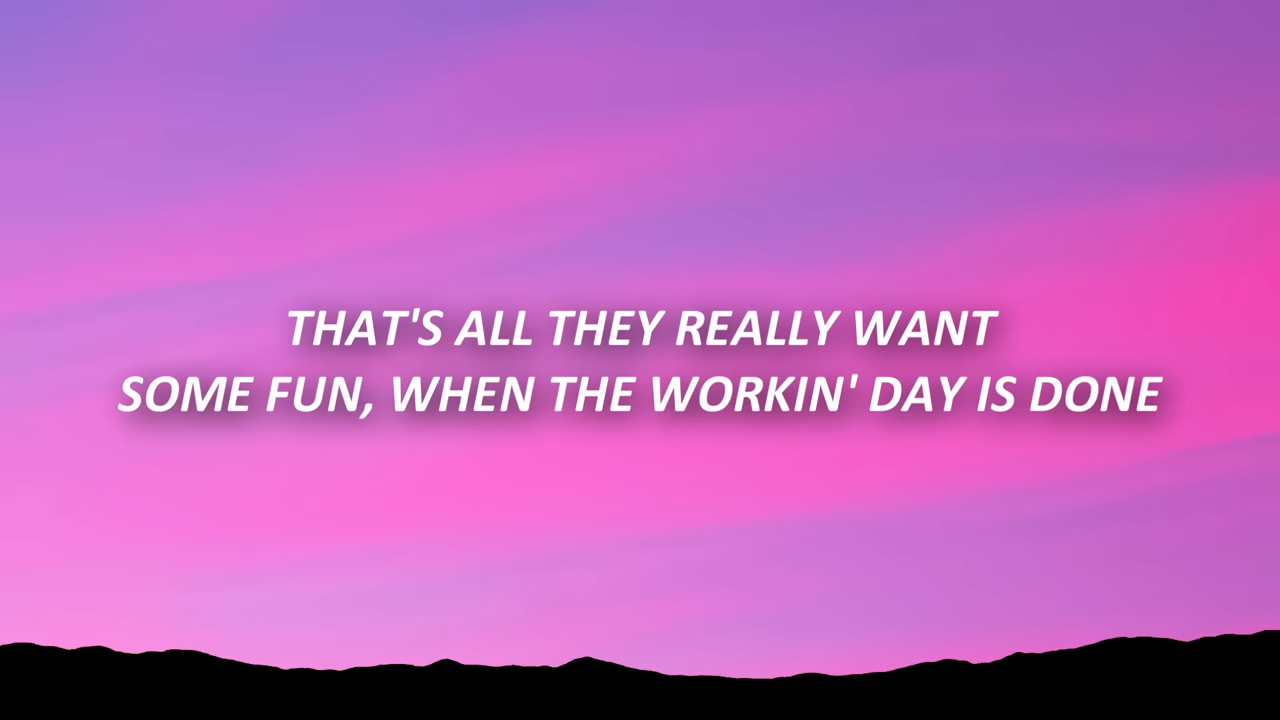 THAT'S ALL THEY REALLY WANT
SOME FUN, WHEN THE WORKIN' DAY IS DONE